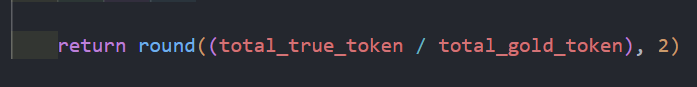 return round((total_true_token / total_gold_token), 2)